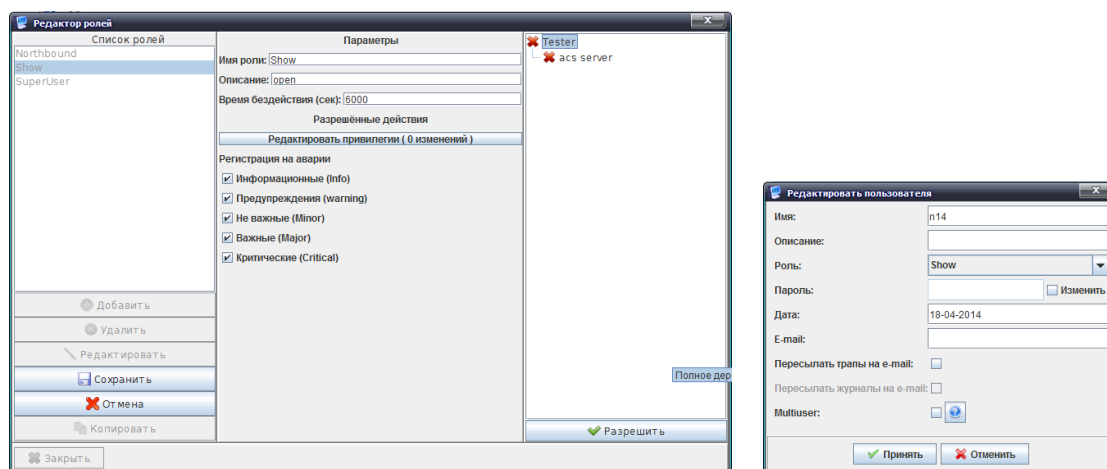 Редактор ролей
Список ролей
Northbound
Show
SuperUser
Добавить
Удалить
Редактировать
Сохранить
Отмена
Копировать
Закрыть
Параметры
Имя роли: Show
Описание: open
Время бездействия (сек): 6000
Разрешённые действия
Редактировать привилегии ( 0 изменений )
Регистрация на аварии
Информационные (Info)
Предупреждения (warning)
Не важные (Minor)
Важные (Major)
Критические (Critical)
Tester
acs server
Полное дер
Разрешить
Редактировать пользователя
Имя: n14
Описание:
Роль: Show
Пароль: Изменить
Дата: 18-04-2014
E-mail:
Пересылать трапы на e-mail:
Пересылать журналы на e-mail:
Multiuser:
Принять Отменить